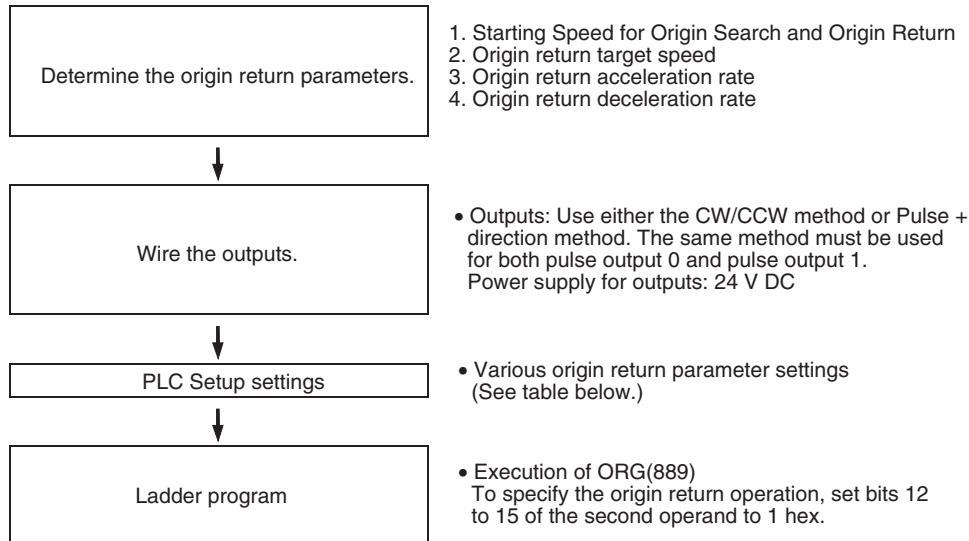 Determine the origin return parameters.
1. Starting Speed for Origin Search and Origin Return
2. Origin return target speed
3. Origin return acceleration rate
4. Origin return deceleration rate
Wire the outputs.
• Outputs: Use either the CW/CCW method or Pulse +
direction method. The same method must be used
for both pulse output 0 and pulse output 1.
Power supply for outputs: 24 V DC
PLC Setup settings
• Various origin return parameter settings
(See table below.)
Ladder program
• Execution of ORG(889)
To specify the origin return operation, set bits 12
to 15 of the second operand to 1 hex.